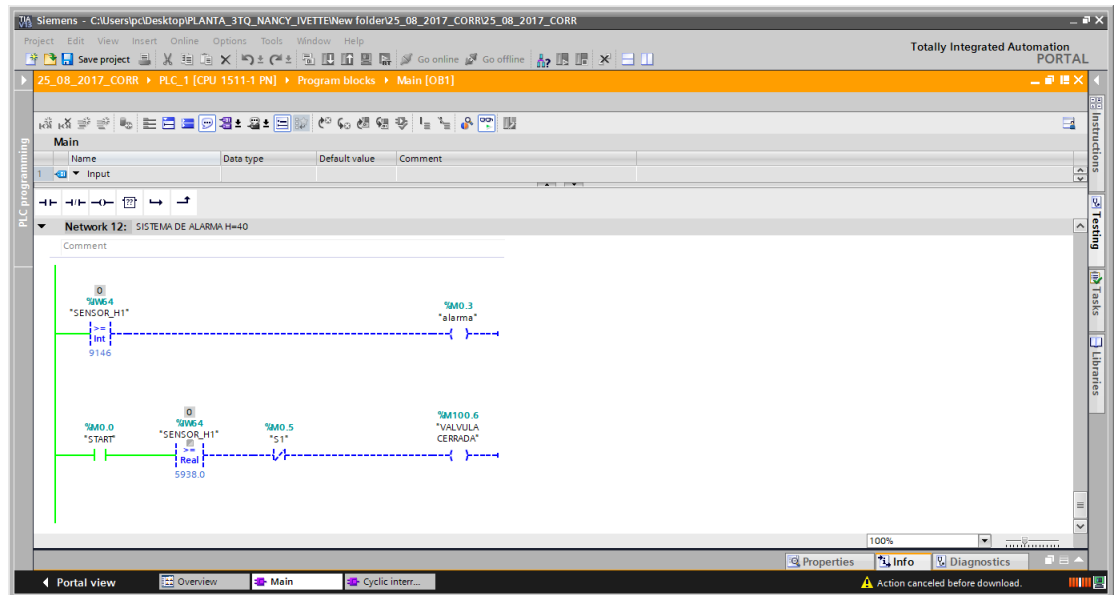 Siemens - C:\Users\pc\Desktop\PLANTA_3TQ_NANCY_IVETTE\New folder\25_08_2017_CORR\25_08_2017_CORR
Project Edit View Insert Online Options Tools Window Help
Totally Integrated Automation
PORTAL
Save project Go online Go offline
25_08_2017_CORR PLC_1 [CPU 1511-1 PN] Program blocks Main [OB1]
Main
Name Data type Default value Comment
1 Input
Network 12: SISTEMA DE ALARMA H=40
Comment
0
%IW64
"SENSOR_H1"
>=
Int
9146
%M0.3
"alarma"
%M0.0
"START"
0
%IW64
"SENSOR_H1"
>=
Real
5938.0
%M0.5
"S1"
%M100.6
"VALVULA
CERRADA"
100%
Properties Info Diagnostics
Portal view Overview Main Cyclic interr... Action canceled before download.
PLC programming
Instructions
Testing
Tasks
Libraries